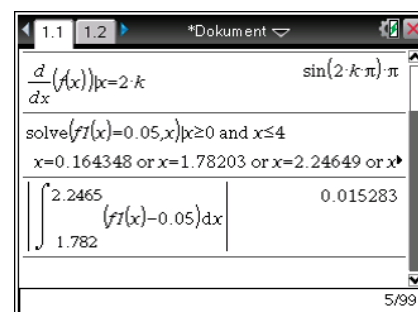 1.1 1.2 *Dokument
d/dx(f(x))|x=2·k sin(2·k·π)·π
solve(f1(x)=0.05,x)|x≥0 and x≤4
x=0.164348 or x=1.78203 or x=2.24649 or x
|∫ 2.2465 1.782 (f1(x)−0.05)dx| 0.015283
5/99